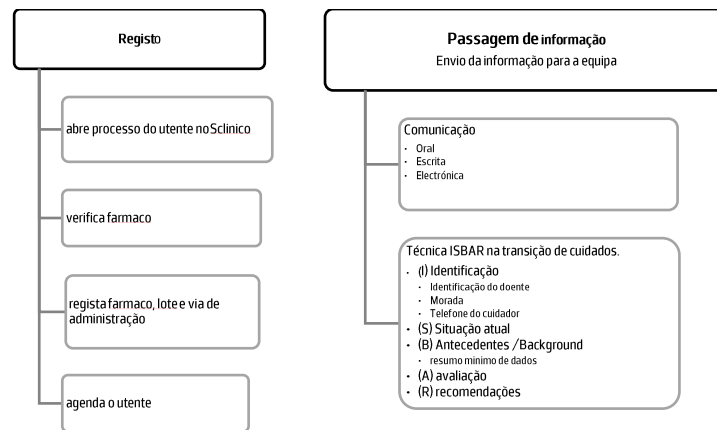 Registo
abre processo do utente no Sclinico
verifica farmaco
regista farmaco, lote e via de
administração
agenda o utente
Passagem de informação
Envio da informação para a equipa
Comunicação
• Oral
• Escrita
• Electrónica
Técnica ISBAR na transição de cuidados.
• (I) Identificação
• Identificação do doente
• Morada
• Telefone do cuidador
• (S) Situação atual
• (B) Antecedentes /Background
• resumo minimo de dados
• (A) avaliação
• (R) recomendações